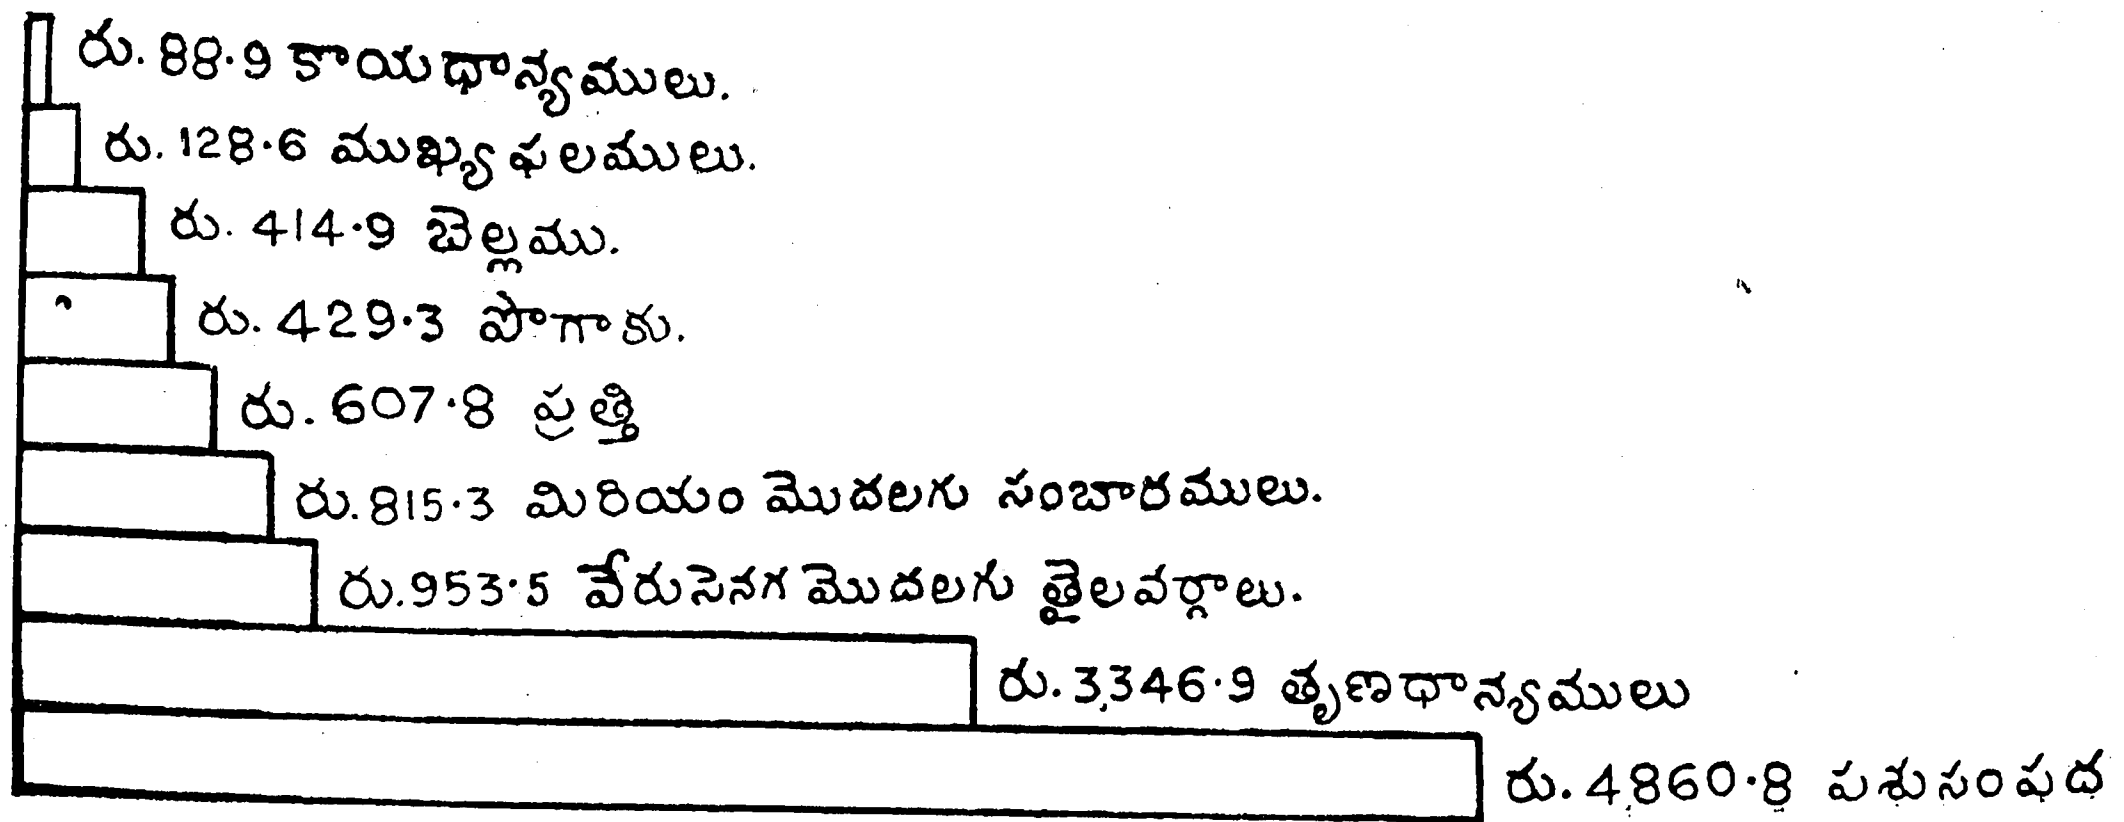 రు. 88.9 కాయధాన్యములు.
రు. 128.6 ముఖ్యఫలములు.
రు. 414.9 బెల్లము.
రు. 429.3 పొగాకు.
రు. 607.8 ప్రత్తి
రు. 815.3 మిరియం మొదలగు సంబారములు.
రు. 953.5 వేరుసెనగ మొదలగు తైలవర్గాలు.
రు. 3,346.9 తృణధాన్యములు
రు. 4,860.8 పశుసంపద